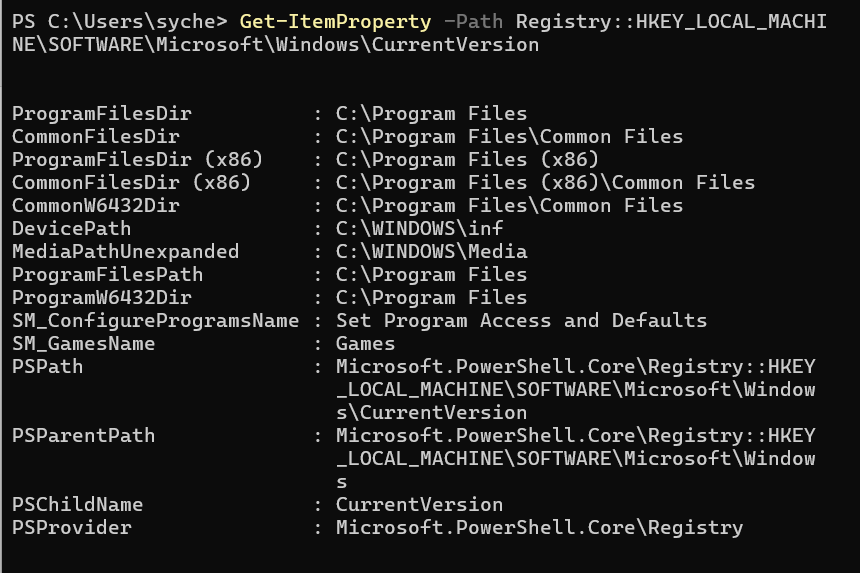 PS C:\Users\syche> Get-ItemProperty -Path Registry::HKEY_LOCAL_MACHI
NE\SOFTWARE\Microsoft\Windows\CurrentVersion
ProgramFilesDir : C:\Program Files
CommonFilesDir : C:\Program Files\Common Files
ProgramFilesDir (x86) : C:\Program Files (x86)
CommonFilesDir (x86) : C:\Program Files (x86)\Common Files
CommonW6432Dir : C:\Program Files\Common Files
DevicePath : C:\WINDOWS\inf
MediaPathUnexpanded : C:\WINDOWS\Media
ProgramFilesPath : C:\Program Files
ProgramW6432Dir : C:\Program Files
SM_ConfigureProgramsName : Set Program Access and Defaults
SM_GamesName : Games
PSPath : Microsoft.PowerShell.Core\Registry::HKEY
_LOCAL_MACHINE\SOFTWARE\Microsoft\Window
s\CurrentVersion
PSParentPath : Microsoft.PowerShell.Core\Registry::HKEY
_LOCAL_MACHINE\SOFTWARE\Microsoft\Window
s
PSChildName : CurrentVersion
PSProvider : Microsoft.PowerShell.Core\Registry